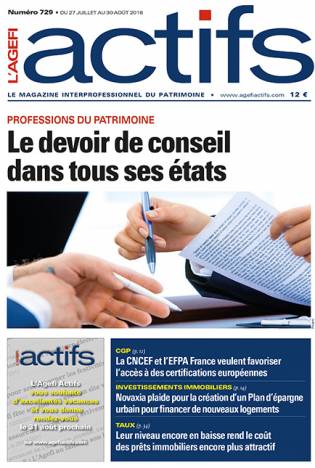 Numéro 729 • DU 27 JUILLET AU 30 AOÛT 2018
L'AGEFI
actifs
LE MAGAZINE INTERPROFESSIONNEL DU PATRIMOINE • www.agefiactifs.com 12 €
PROFESSIONS DU PATRIMOINE
Le devoir de conseil
dans tous ses états
actifs
L'Agefi Actifs
vous souhaite
d'excellentes vacances
et vous donne
rendez-vous
le 31 août prochain
sur www.agefiactifs.com
CGP (p.12)
La CNCEF et l'EFPA France veulent favoriser
l'accès à des certifications européennes
INVESTISSEMENTS IMMOBILIERS (p.14)
Novaxia plaide pour la création d'un Plan d'épargne
urbain pour financer de nouveaux logements
TAUX (p.34)
Leur niveau encore en baisse rend le coût
des prêts immobiliers encore plus attractif